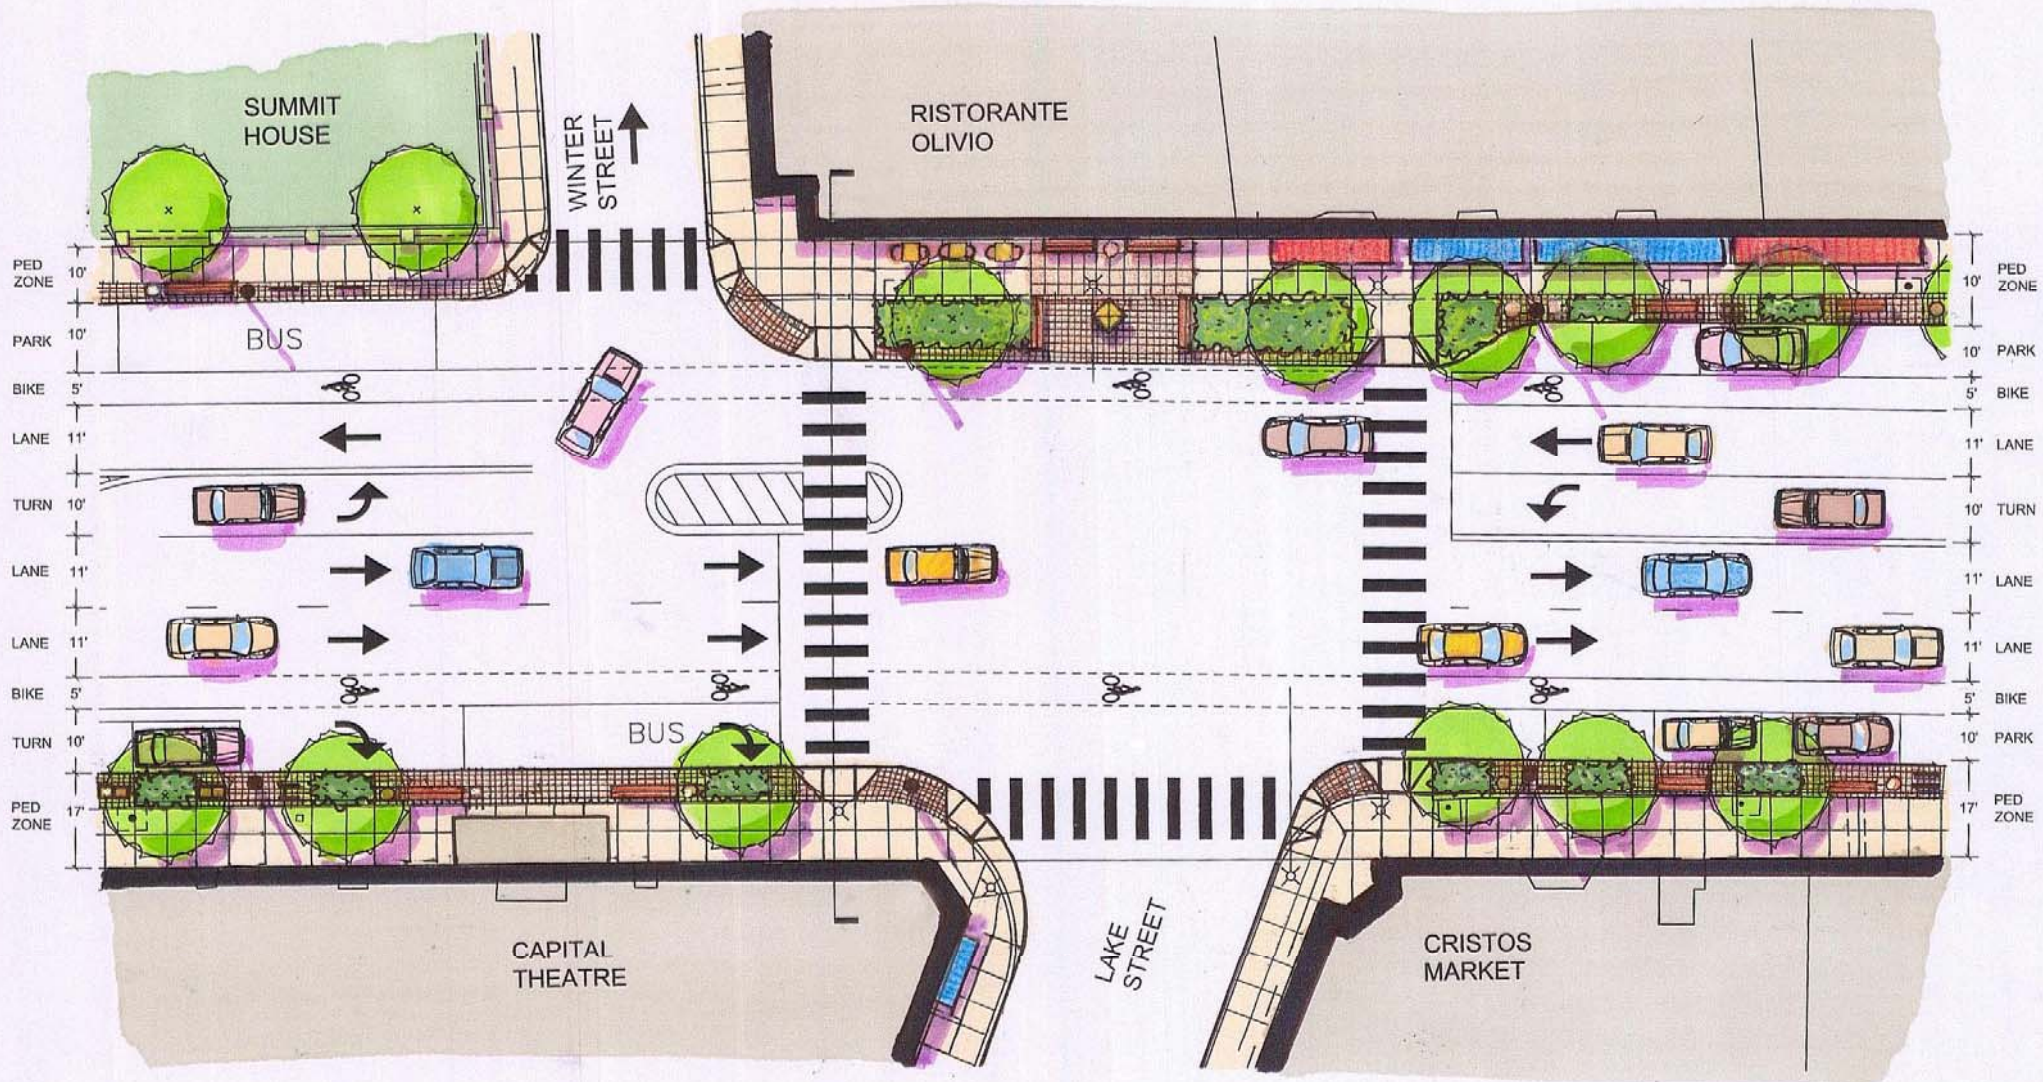 SUMMIT
HOUSE
WINTER
STREET
RISTORANTE
OLIVIO
PED
ZONE
10'
PARK
10'
BUS
BIKE
5'
LANE
11'
TURN
10'
LANE
11'
LANE
11'
BIKE
5'
TURN
10'
BUS
PED
ZONE
17'
10'
PED
ZONE
10'
PARK
5'
BIKE
11'
LANE
10'
TURN
11'
LANE
11'
LANE
5'
BIKE
10'
PARK
17'
PED
ZONE
CAPITAL
THEATRE
LAKE
STREET
CRISTOS
MARKET